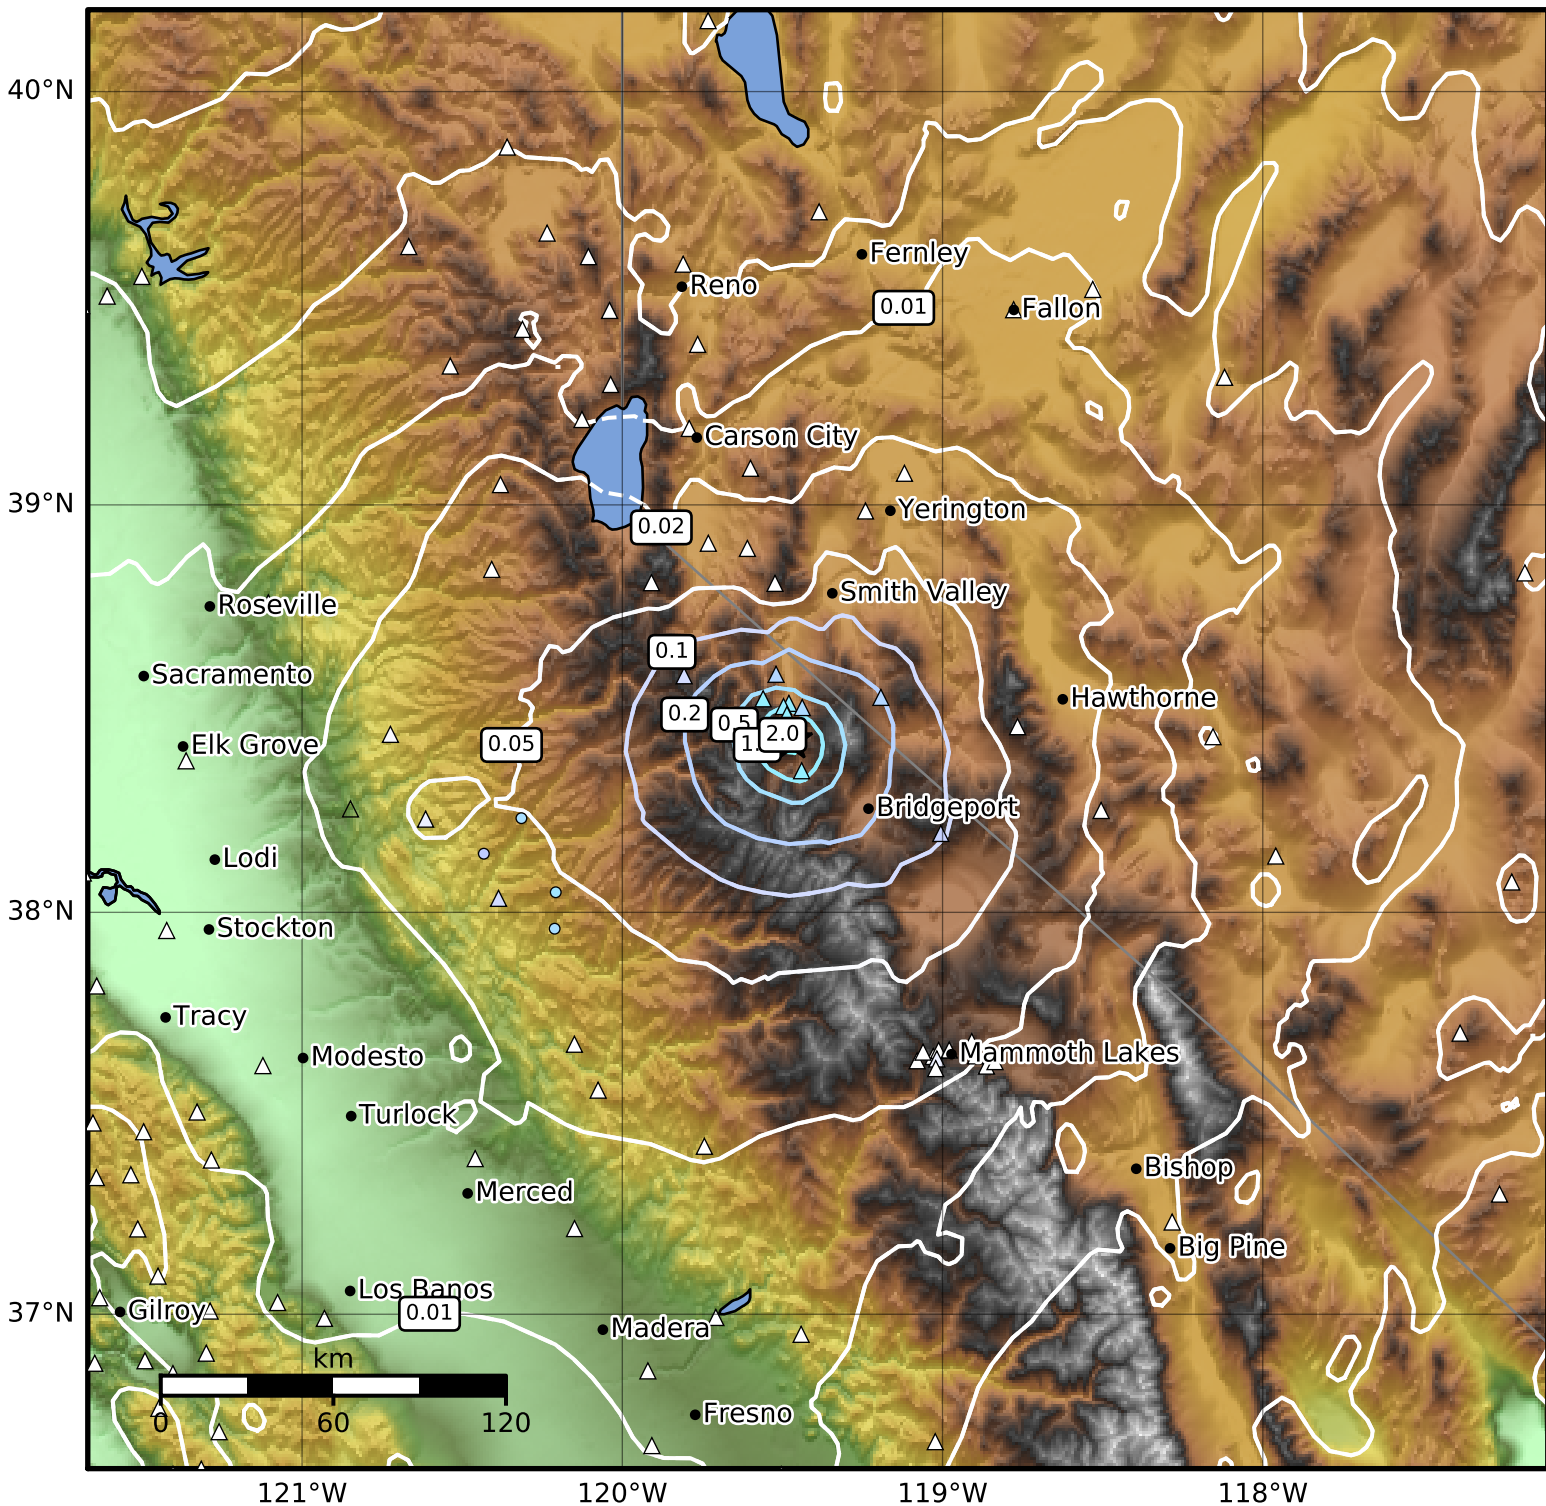 40°N
Fernley
Reno
0.01
Fallon
Carson City
39°N
Yerington
0.02
Smith Valley
Roseville
0.1
Sacramento
Hawthorne
0.2
0.5
2.0
Elk Grove
0.05
1.
Bridgeport
Lodi
38°N
Stockton
Tracy
Modesto
Mammoth Lakes
Turlock
Bishop
Merced
Big Pine
Los Banos
37°N
Gilroy
0.01
Madera
km
Fresno
0 60 120
121°W 120°W 119°W 118°W